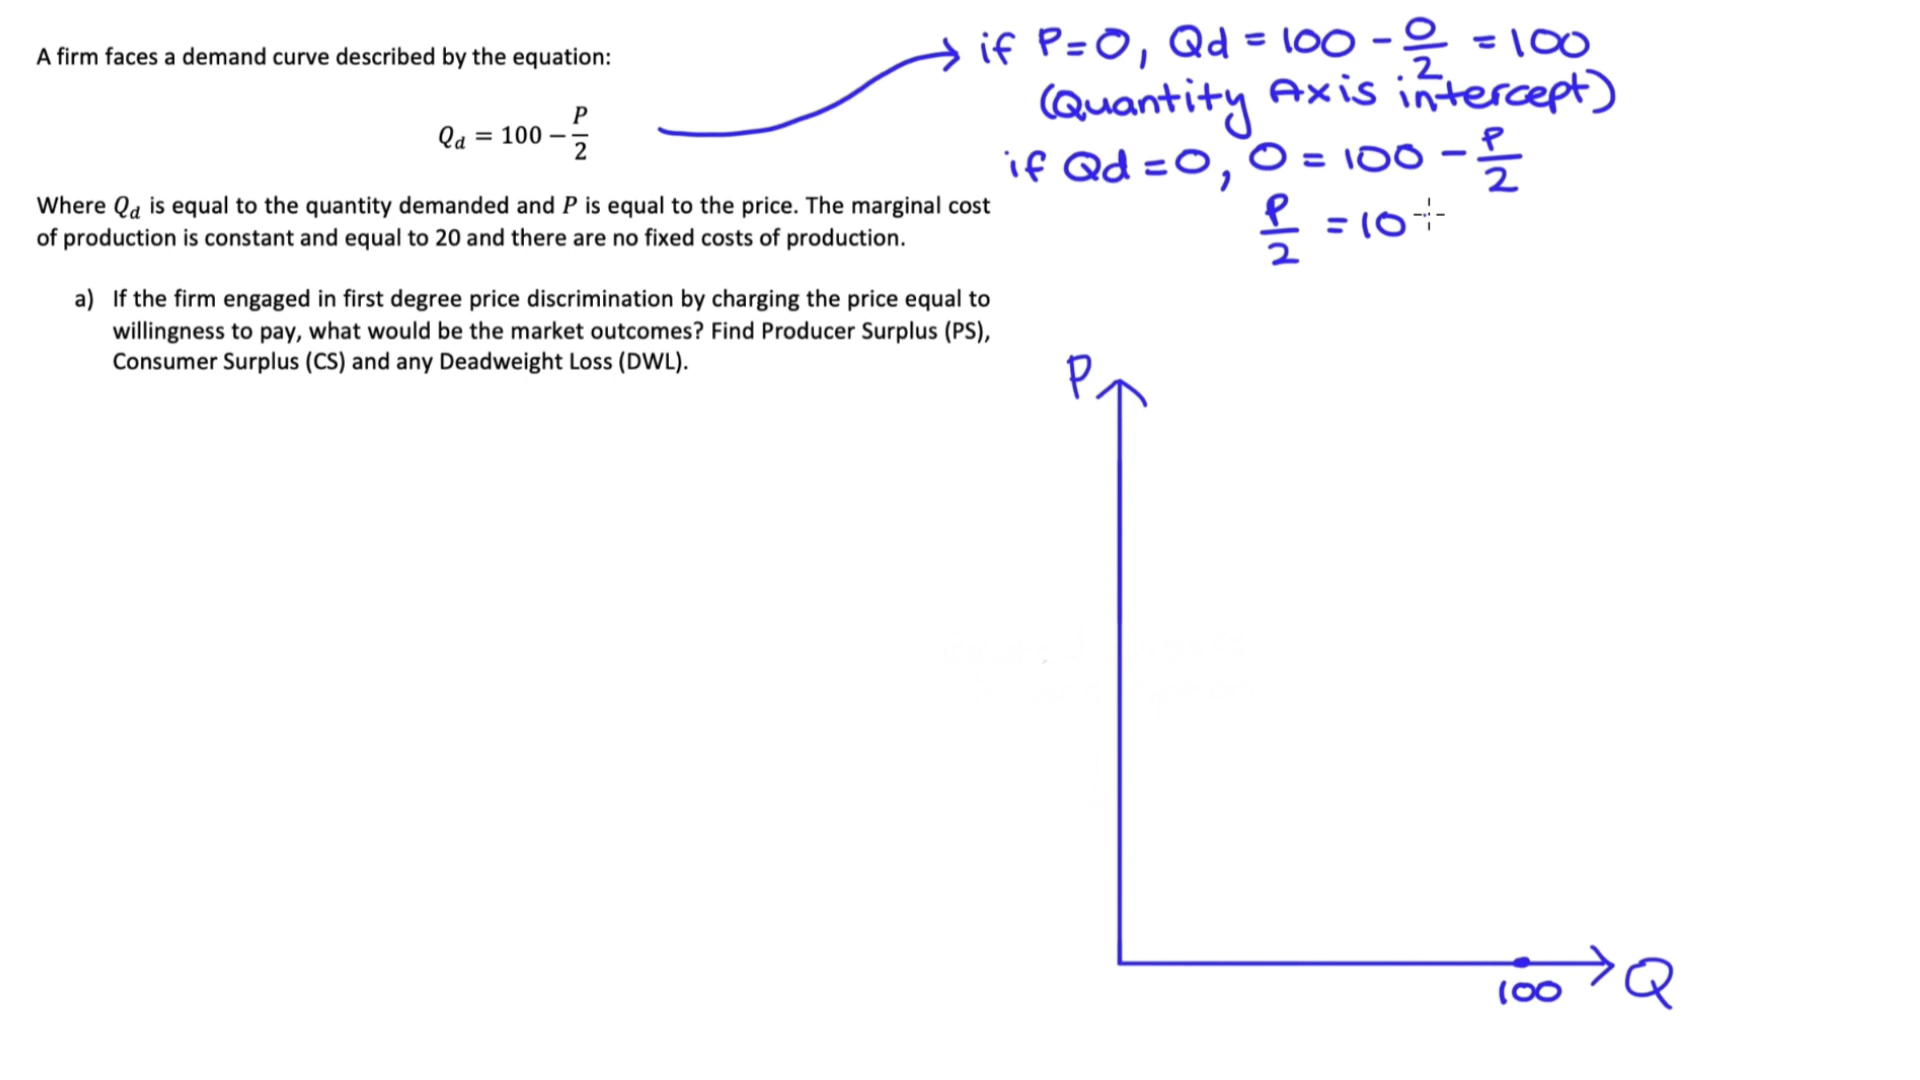 A firm faces a demand curve described by the equation:
Qd = 100 − P/2
Where Qd is equal to the quantity demanded and P is equal to the price. The marginal cost
of production is constant and equal to 20 and there are no fixed costs of production.
a) If the firm engaged in first degree price discrimination by charging the price equal to
willingness to pay, what would be the market outcomes? Find Producer Surplus (PS),
Consumer Surplus (CS) and any Deadweight Loss (DWL).
if P=0, Qd = 100 - 0/2 = 100
(Quantity Axis intercept)
if Qd=0, 0 = 100 - P/2
P/2 = 10
P
100
Q